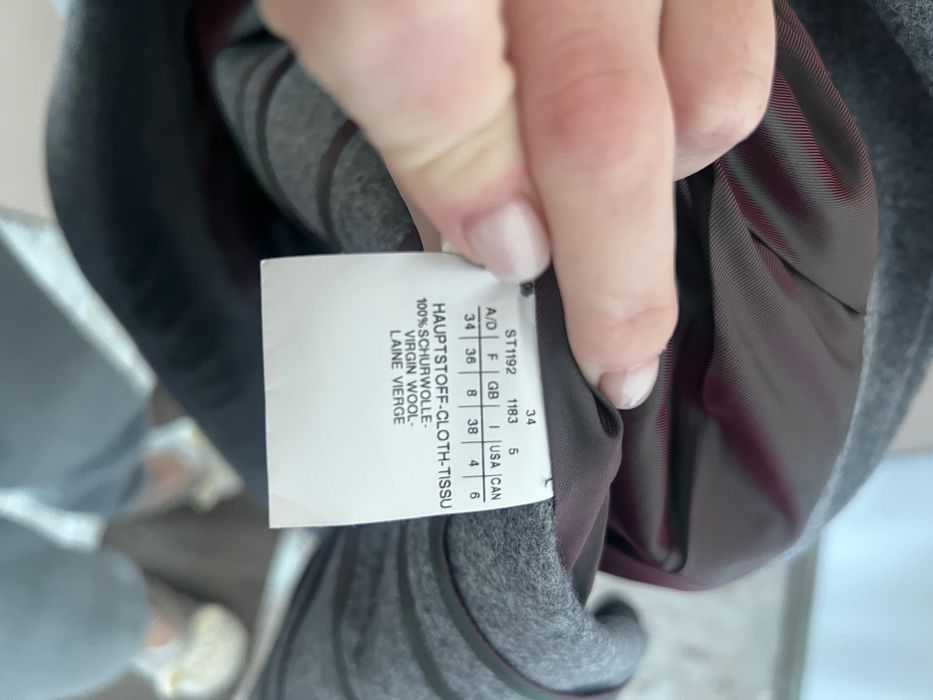 34
ST1192 1183 5
A/D | F | GB | I | USA | CAN
34 | 36 | 8 | 38 | 4 | 6
HAUPTSTOFF-CLOTH-TISSU
100%SCHURWOLLE-
VIRGIN WOOL-
LAINE VIERGE